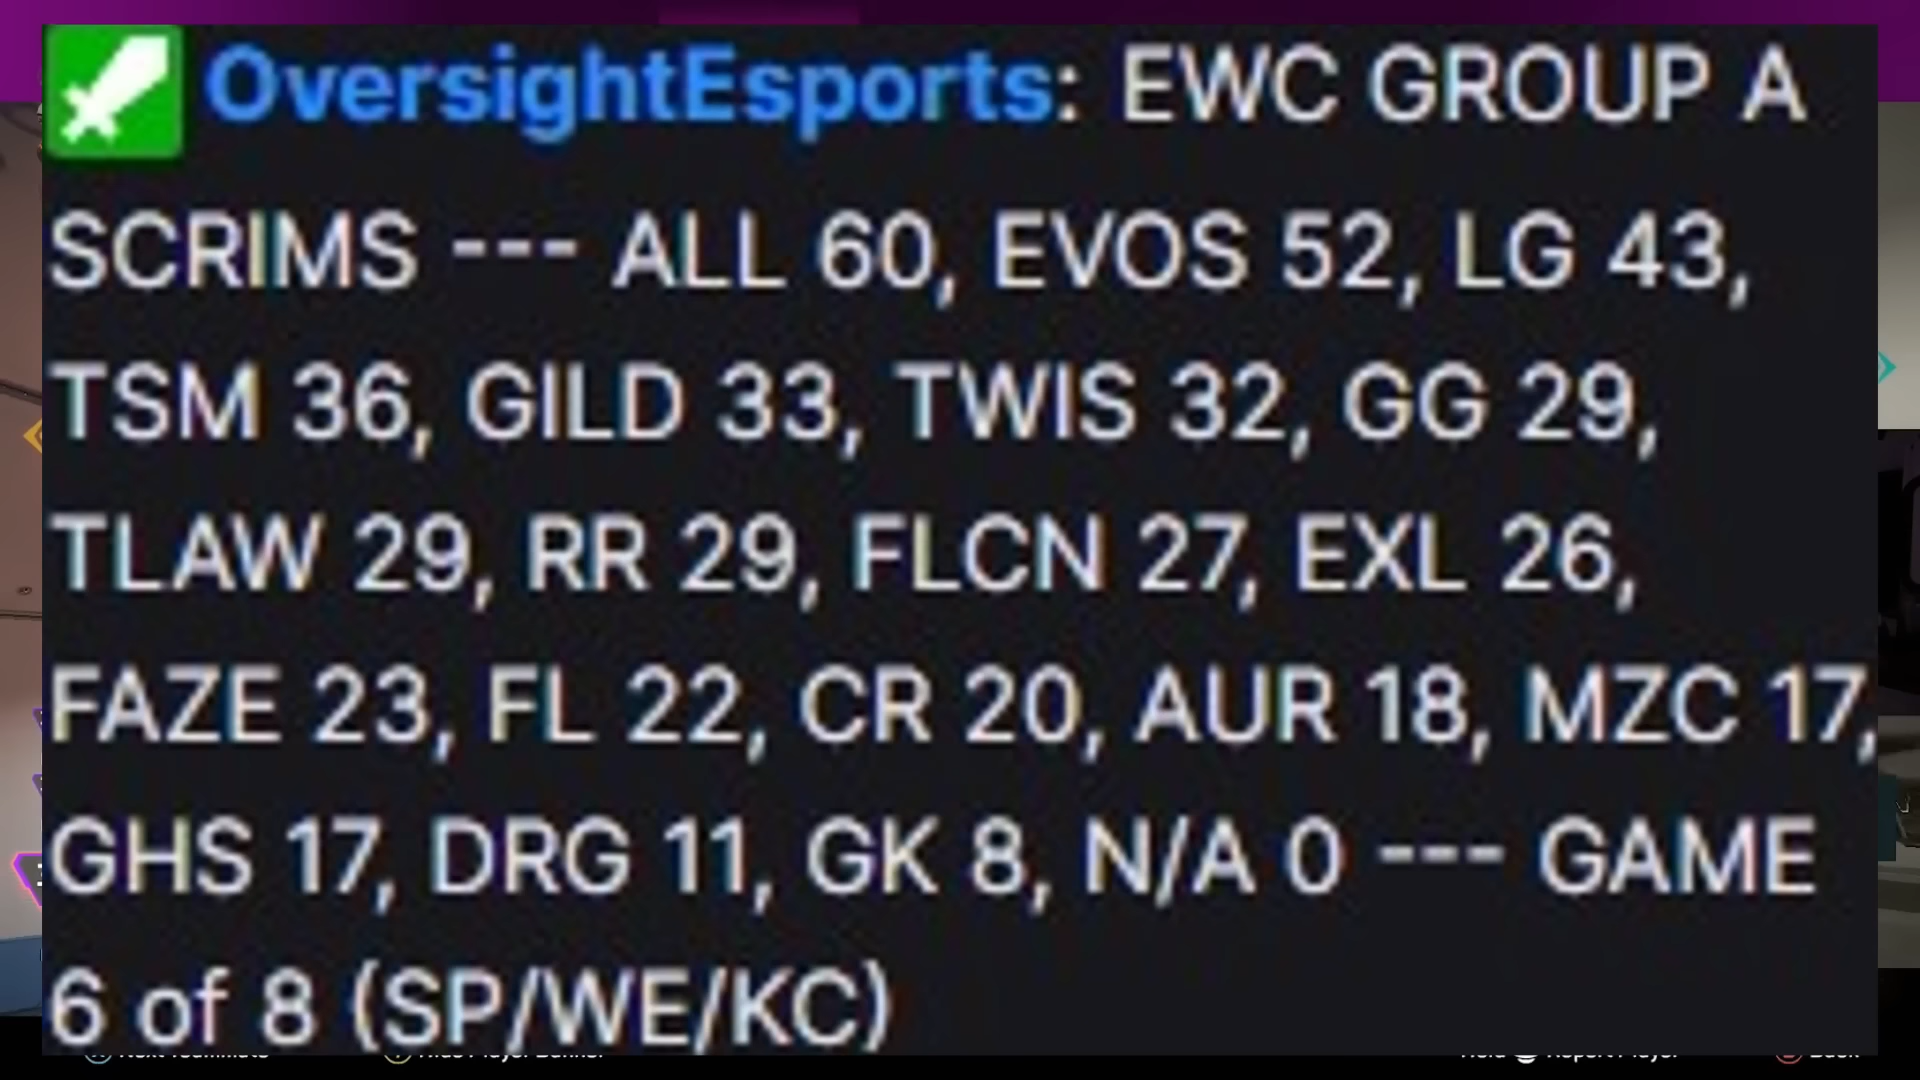 OversightEsports: EWC GROUP A
SCRIMS --- ALL 60, EVOS 52, LG 43,
TSM 36, GILD 33, TWIS 32, GG 29,
TLAW 29, RR 29, FLCN 27, EXL 26,
FAZE 23, FL 22, CR 20, AUR 18, MZC 17,
GHS 17, DRG 11, GK 8, N/A 0 --- GAME
6 of 8 (SP/WE/KC)